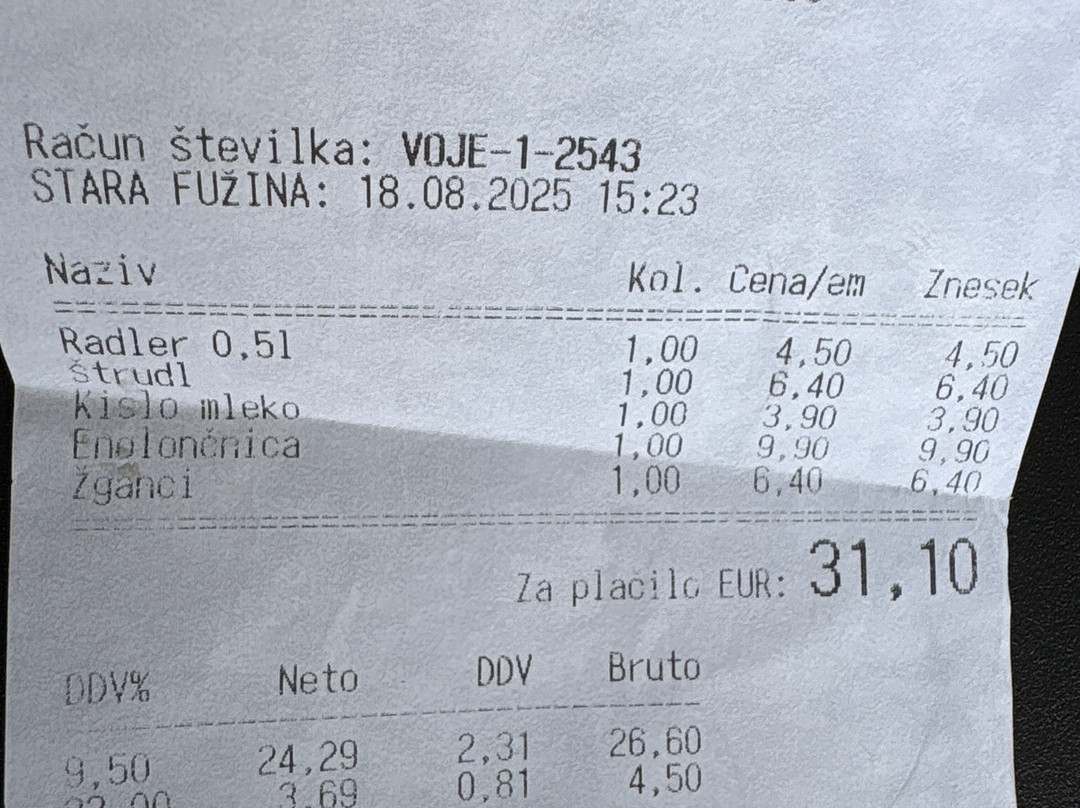 Račun številka: VOJE-1-2543
STARA FUŽINA: 18.08.2025 15:23
Naziv Kol. Cena/em Znesek
Radler 0,5l 1,00 4,50 4,50
Štrudl 1,00 6,40 6,40
Kislo mleko 1,00 3,90 3,90
Enolončnica 1,00 9,90 9,90
Žganci 1,00 6,40 6,40
Za plačilo EUR: 31,10
DDV% Neto DDV Bruto
9,50 24,29 2,31 26,60
22,00 3,69 0,81 4,50